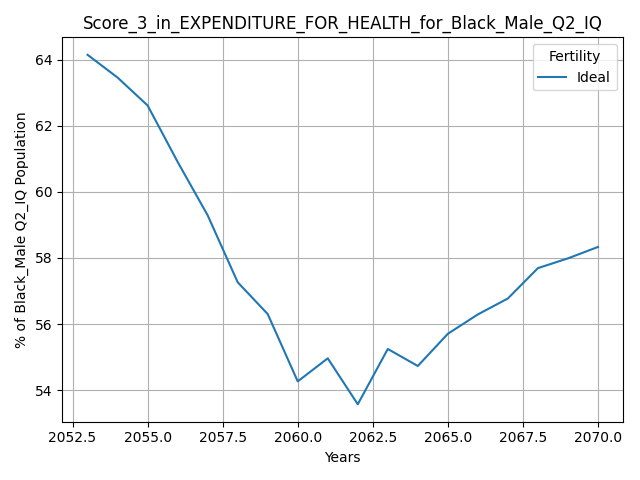 Score_3_in_EXPENDITURE_FOR_HEALTH_for_Black_Male_Q2_IQ
Fertility
Ideal
% of Black_Male Q2_IQ Population
64
62
60
58
56
54
2052.5 2055.0 2057.5 2060.0 2062.5 2065.0 2067.5 2070.0
Years